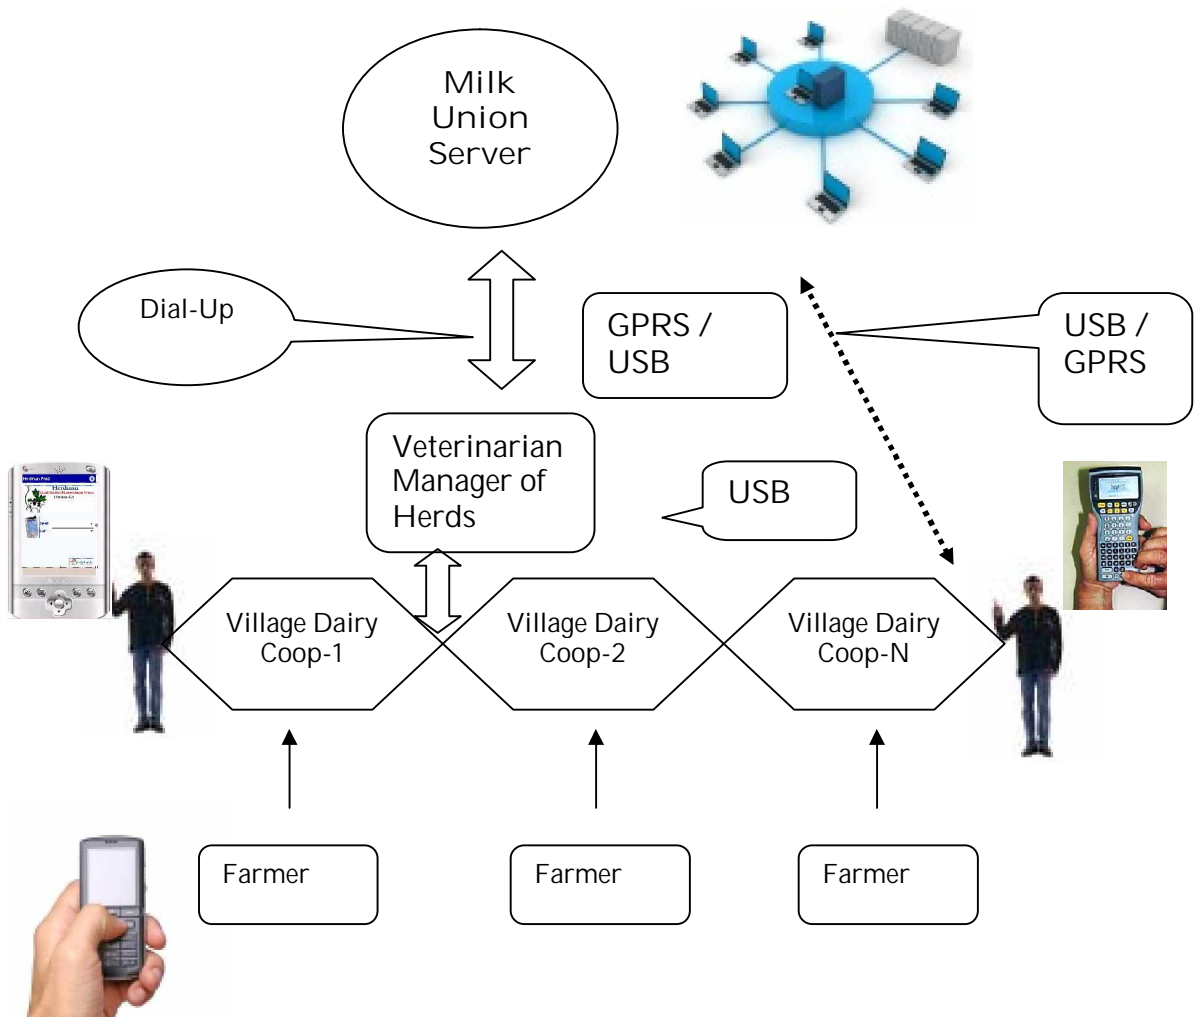 Milk
Union
Server
Dial-Up
GPRS /
USB
USB /
GPRS
Veterinarian
Manager of
Herds
USB
Village Dairy
Coop-1
Village Dairy
Coop-2
Village Dairy
Coop-N
Farmer
Farmer
Farmer